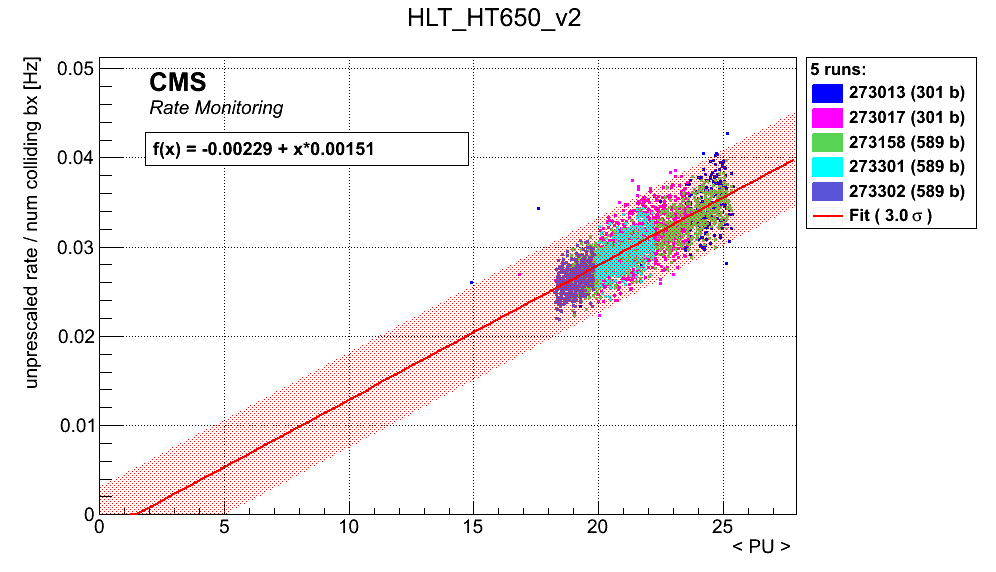 HLT_HT650_v2
unprescaled rate / num colliding bx [Hz]
0.05
0.04
0.03
0.02
0.01
0
CMS
Rate Monitoring
f(x) = -0.00229 + x*0.00151
0 5 10 15 20 25
< PU >
5 runs:
273013 (301 b)
273017 (301 b)
273158 (589 b)
273301 (589 b)
273302 (589 b)
Fit ( 3.0 σ )